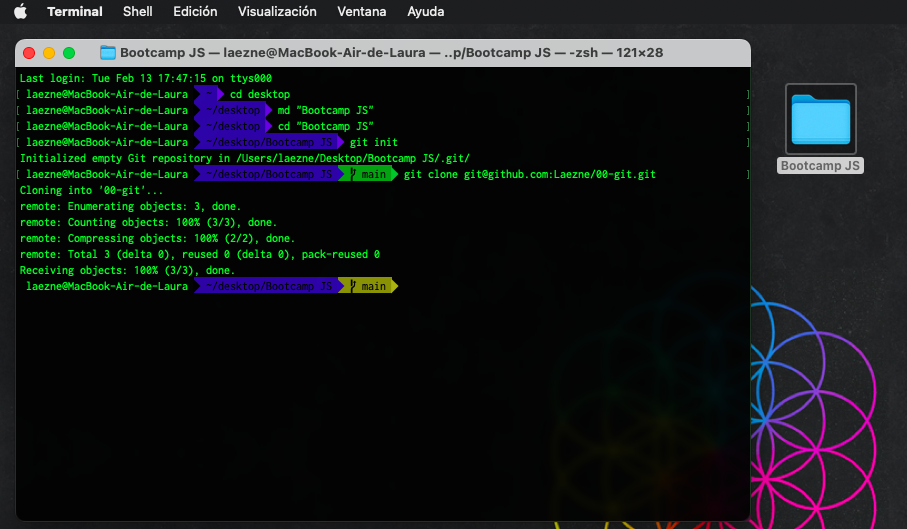 Terminal Shell Edición Visualización Ventana Ayuda
Bootcamp JS — laezne@MacBook-Air-de-Laura — ..p/Bootcamp JS — -zsh — 121×28
Last login: Tue Feb 13 17:47:15 on ttys000
[ laezne@MacBook-Air-de-Laura ~ cd desktop ]
[ laezne@MacBook-Air-de-Laura ~/desktop md "Bootcamp JS" ]
[ laezne@MacBook-Air-de-Laura ~/desktop cd "Bootcamp JS" ]
[ laezne@MacBook-Air-de-Laura ~/desktop/Bootcamp JS git init ]
Initialized empty Git repository in /Users/laezne/Desktop/Bootcamp JS/.git/
[ laezne@MacBook-Air-de-Laura ~/desktop/Bootcamp JS main git clone git@github.com:Laezne/00-git.git ]
Cloning into '00-git'...
remote: Enumerating objects: 3, done.
remote: Counting objects: 100% (3/3), done.
remote: Compressing objects: 100% (2/2), done.
remote: Total 3 (delta 0), reused 0 (delta 0), pack-reused 0
Receiving objects: 100% (3/3), done.
laezne@MacBook-Air-de-Laura ~/desktop/Bootcamp JS main
Bootcamp JS